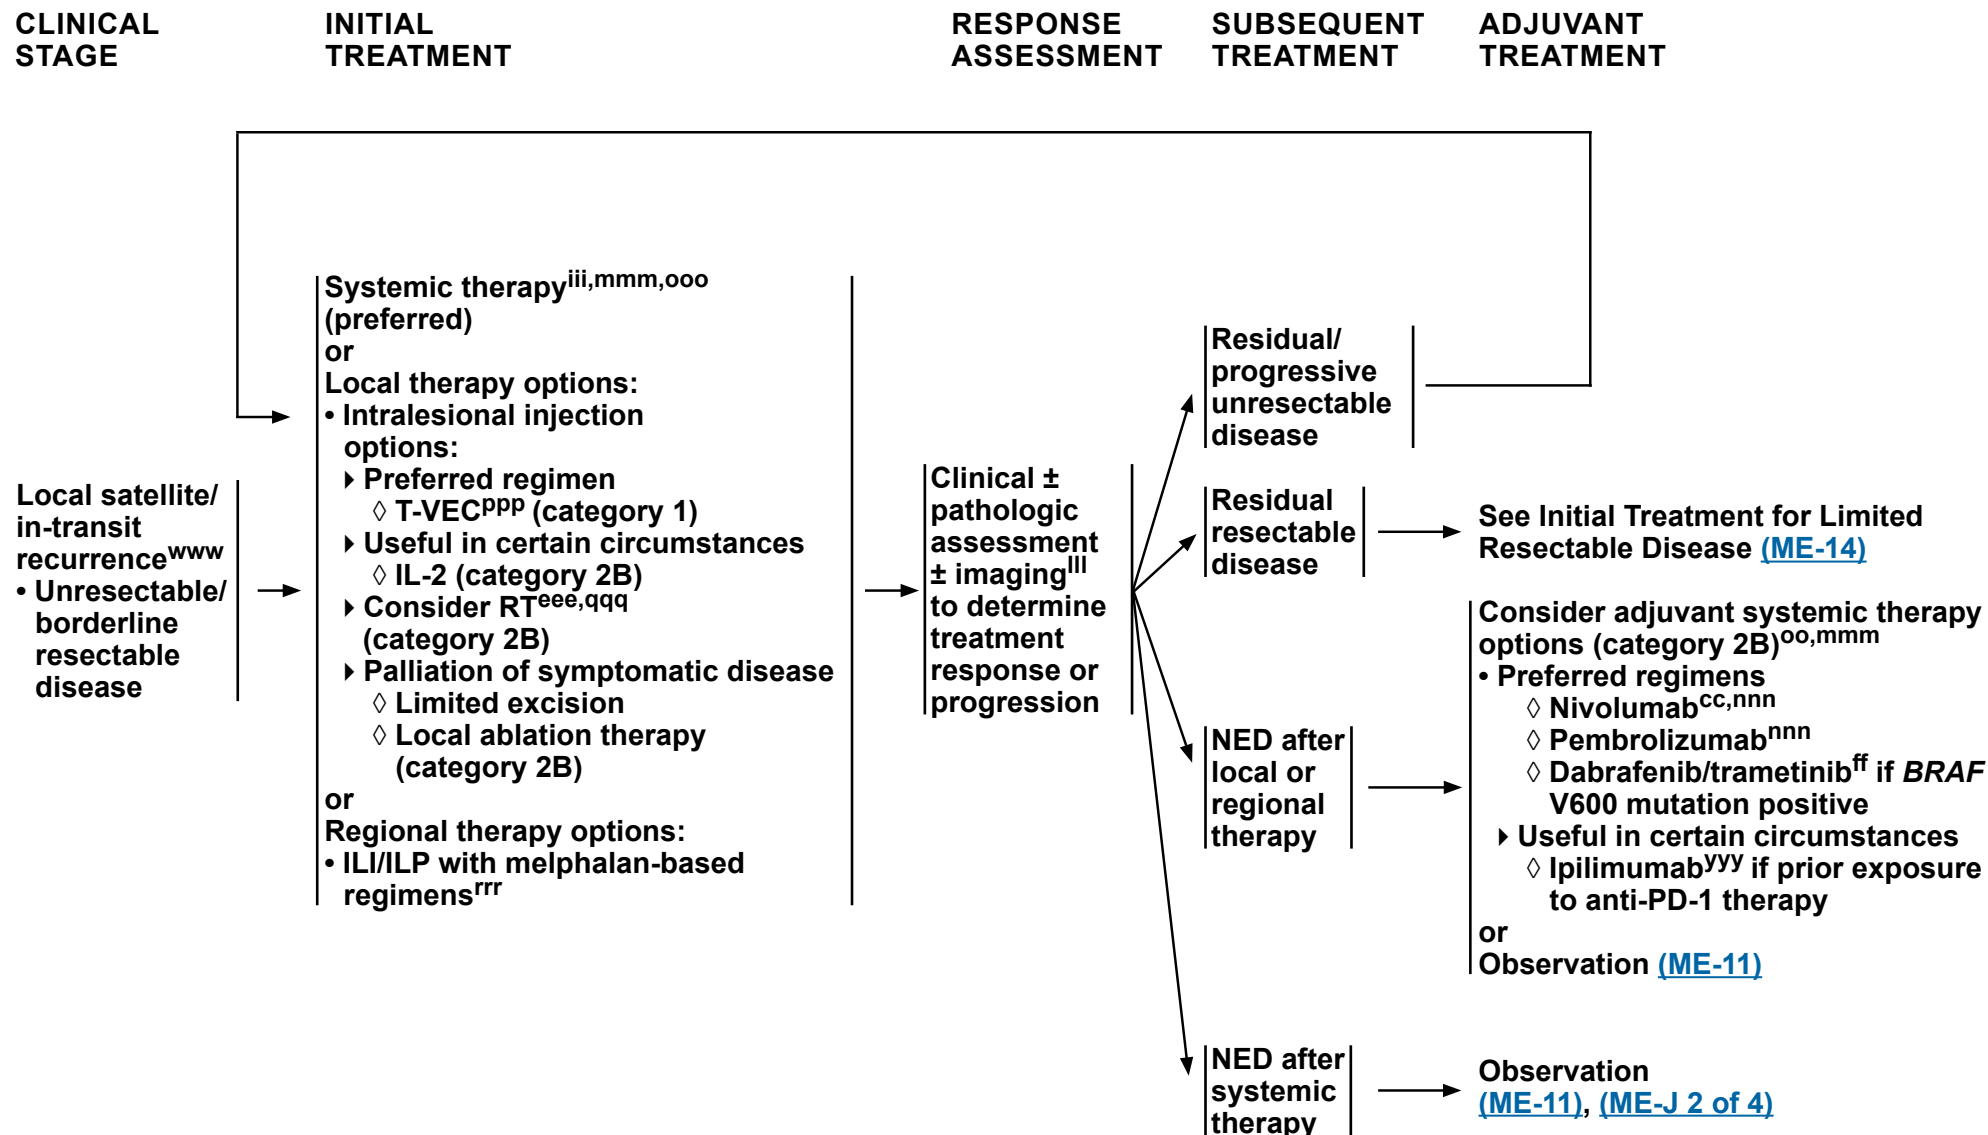 CLINICAL
STAGE
INITIAL
TREATMENT
RESPONSE
ASSESSMENT
SUBSEQUENT
TREATMENT
ADJUVANT
TREATMENT
Local satellite/
in-transit
recurrencewww
• Unresectable/
borderline
resectable
disease
Systemic therapyiii,mmm,ooo
(preferred)
or
Local therapy options:
• Intralesional injection
options:
▸ Preferred regimen
◊ T-VECppp (category 1)
▸ Useful in certain circumstances
◊ IL-2 (category 2B)
▸ Consider RTeee,qqq
(category 2B)
▸ Palliation of symptomatic disease
◊ Limited excision
◊ Local ablation therapy
(category 2B)
or
Regional therapy options:
• ILI/ILP with melphalan-based
regimensrrr
Clinical ±
pathologic
assessment
± imaginglll
to determine
treatment
response or
progression
Residual/
progressive
unresectable
disease
Residual
resectable
disease
See Initial Treatment for Limited
Resectable Disease (ME-14)
NED after
local or
regional
therapy
Consider adjuvant systemic therapy
options (category 2B)oo,mmm
• Preferred regimens
◊ Nivolumabcc,nnn
◊ Pembrolizumabnnn
◊ Dabrafenib/trametinibff if BRAF
V600 mutation positive
▸ Useful in certain circumstances
◊ Ipilimumabyyy if prior exposure
to anti-PD-1 therapy
or
Observation (ME-11)
NED after
systemic
therapy
Observation
(ME-11), (ME-J 2 of 4)